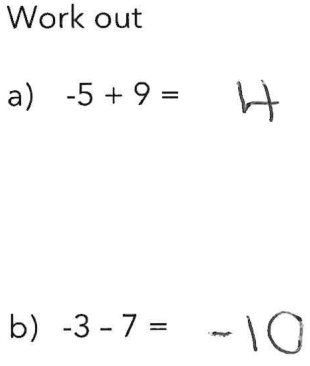 Work out
a) -5 + 9 = 4
b) -3 - 7 = -10